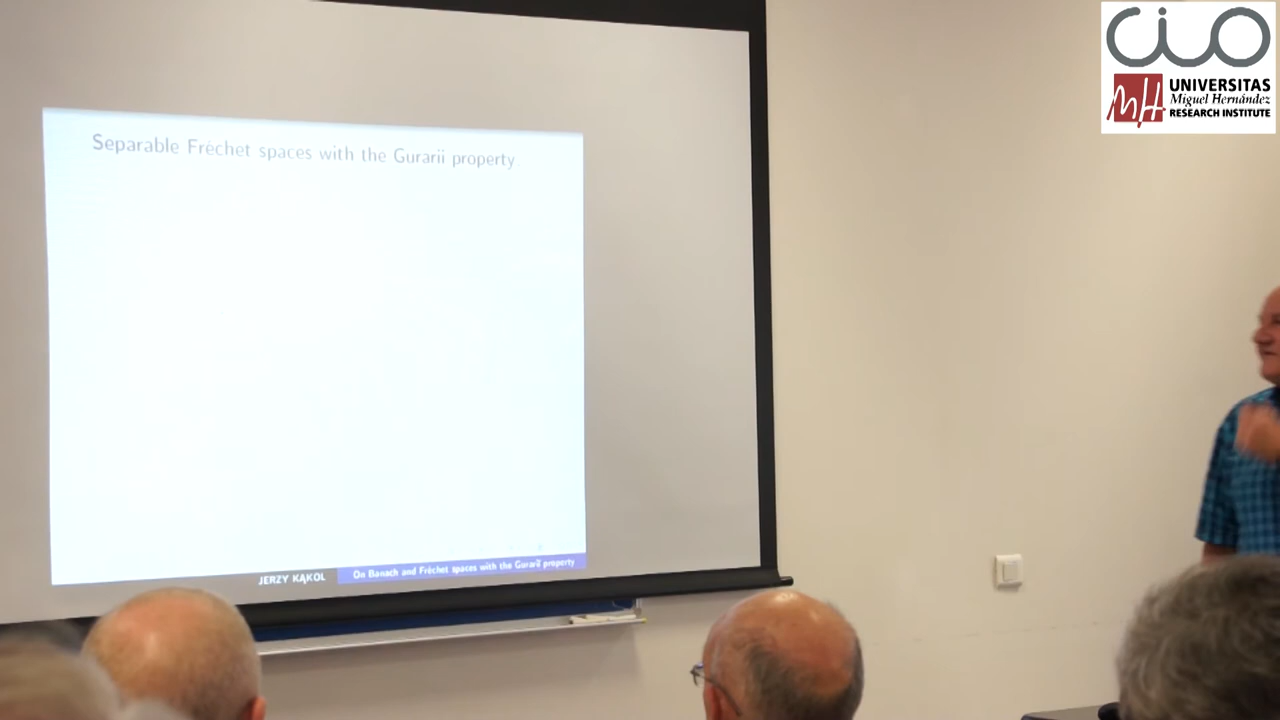 CIO
UNIVERSITAS
Miguel Hernández
RESEARCH INSTITUTE
Separable Fréchet spaces with the Gurarii property
JERZY KĄKOL
On Banach and Fréchet spaces with the Gurariĭ property